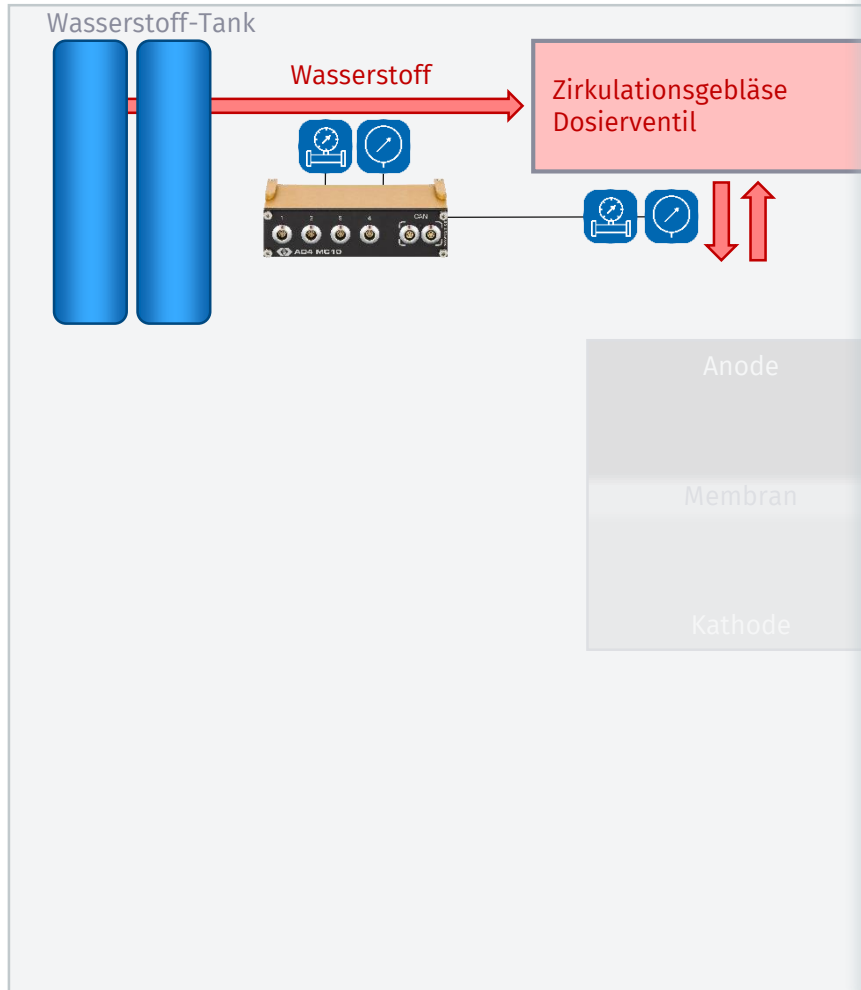 Wasserstoff-Tank
Wasserstoff
Zirkulationsgebläse
Dosierventil
1 2 3 4 CAN
AD4 MC10
Anode
Membran
Kathode